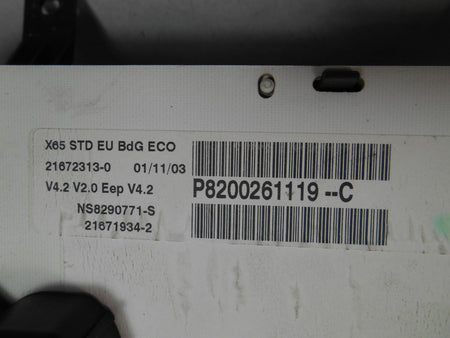 X65 STD EU BdG ECO
21672313-0 01/11/03
V4.2 V2.0 Eep V4.2
P8200261119 --C
NS8290771-S
21671934-2